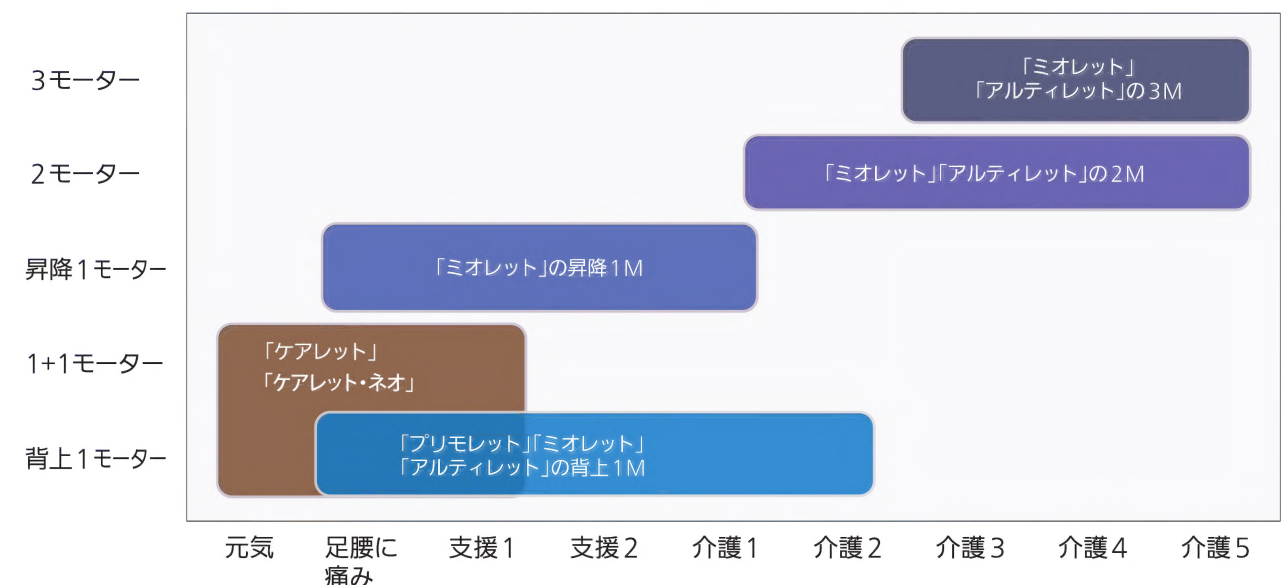 3モーター
「ミオレット」
「アルティレット」の3M
2モーター
「ミオレット」「アルティレット」の2M
昇降1モーター
「ミオレット」の昇降1M
1+1モーター
「ケアレット」
「ケアレット・ネオ」
背上1モーター
「プリモレット」「ミオレット」
「アルティレット」の背上1M
元気
足腰に
痛み
支援1
支援2
介護1
介護2
介護3
介護4
介護5